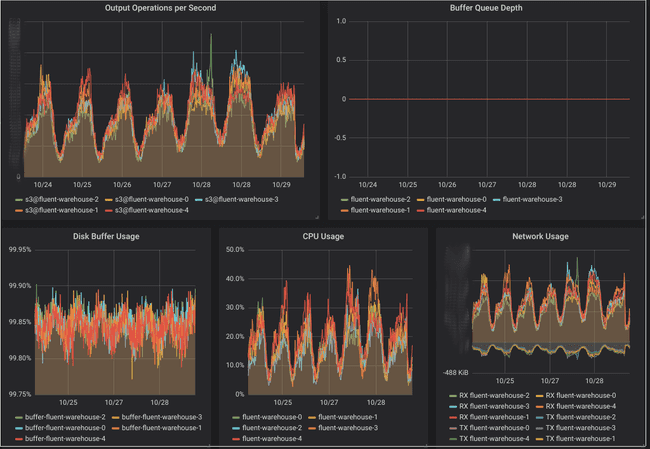 Output Operations per Second
0
10/24 10/25 10/26 10/27 10/28 10/28 10/29
s3@fluent-warehouse-2 s3@fluent-warehouse-0 s3@fluent-warehouse-3
s3@fluent-warehouse-1 s3@fluent-warehouse-4
Buffer Queue Depth
1.0
0.5
0
-0.5
-1.0
10/24 10/25 10/26 10/27 10/28 10/28 10/29
fluent-warehouse-2 fluent-warehouse-0 fluent-warehouse-3
fluent-warehouse-1 fluent-warehouse-4
Disk Buffer Usage
99.95%
99.90%
99.85%
99.80%
99.75%
10/25 10/27 10/28
buffer-fluent-warehouse-2 buffer-fluent-warehouse-3
buffer-fluent-warehouse-0 buffer-fluent-warehouse-1
buffer-fluent-warehouse-4
CPU Usage
50.0%
40.0%
30.0%
20.0%
10.0%
0%
10/25 10/27 10/28
fluent-warehouse-0 fluent-warehouse-1
fluent-warehouse-2 fluent-warehouse-3
fluent-warehouse-4
Network Usage
-488 KiB
10/25 10/27 10/28
RX fluent-warehouse-2 RX fluent-warehouse-0
RX fluent-warehouse-3 RX fluent-warehouse-4
RX fluent-warehouse-1 TX fluent-warehouse-2
TX fluent-warehouse-0 TX fluent-warehouse-3
TX fluent-warehouse-4 TX fluent-warehouse-1